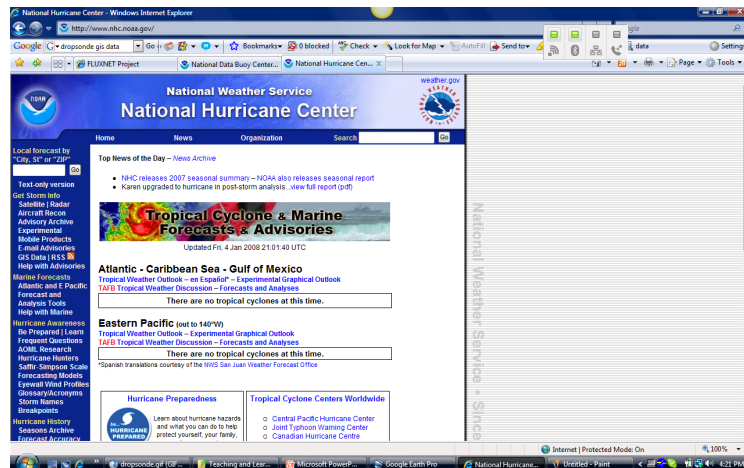 National Hurricane Center - Windows Internet Explorer
http://www.nhc.noaa.gov/
Google
dropsonde gis data
Go
Bookmarks
0 blocked
Check
Look for Map
AutoFill
Send to
data
Settings
FLUXNET Project
National Data Buoy Center...
National Hurricane Cen...
Page
Tools
NOAA
National Weather Service
National Hurricane Center
weather.gov
Home News Organization Search Go
Local forecast by
"City, St" or "ZIP"
Go
Text-only version
Get Storm Info
Satellite | Radar
Aircraft Recon
Advisory Archive
Experimental
Mobile Products
E-mail Advisories
GIS Data | RSS
Help with Advisories
Marine Forecasts
Atlantic and E Pacific
Forecast and
Analysis Tools
Help with Marine
Hurricane Awareness
Be Prepared | Learn
Frequent Questions
AOML Research
Hurricane Hunters
Saffir-Simpson Scale
Forecasting Models
Eyewall Wind Profiles
Glossary/Acronyms
Storm Names
Breakpoints
Hurricane History
Seasons Archive
Forecast Accuracy
Top News of the Day – News Archive
NHC releases 2007 seasonal summary – NOAA also releases seasonal report
Karen upgraded to hurricane in post-storm analysis...view full report (pdf)
Tropical Cyclone & Marine
Forecasts & Advisories
Updated Fri, 4 Jan 2008 21:01:40 UTC
Atlantic - Caribbean Sea - Gulf of Mexico
Tropical Weather Outlook – en Español* – Experimental Graphical Outlook
TAFB Tropical Weather Discussion – Forecasts and Analyses
There are no tropical cyclones at this time.
Eastern Pacific (out to 140°W)
Tropical Weather Outlook – Experimental Graphical Outlook
TAFB Tropical Weather Discussion – Forecasts and Analyses
There are no tropical cyclones at this time.
*Spanish translations courtesy of the NWS San Juan Weather Forecast Office
Hurricane Preparedness
HURRICANE
PREPARED
Learn about hurricane hazards
and what you can do to help
protect yourself, your family,
Tropical Cyclone Centers Worldwide
Central Pacific Hurricane Center
Joint Typhoon Warning Center
Canadian Hurricane Centre
National Weather Service - Since
Internet | Protected Mode: On
100%
dropsonde.gif (GIF...
Teaching and Lear...
Microsoft PowerP...
Google Earth Pro
National Hurricane...
Untitled - Paint
4:21 PM